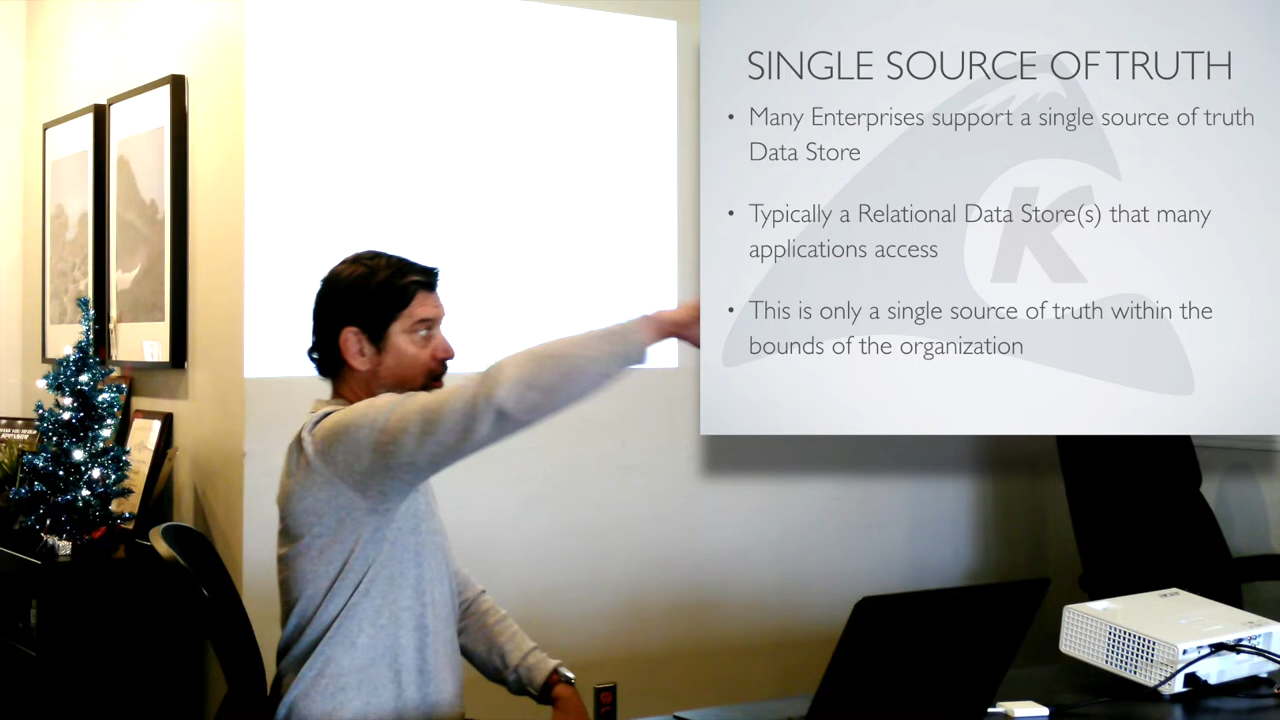 SINGLE SOURCE OF TRUTH
• Many Enterprises support a single source of truth
Data Store
• Typically a Relational Data Store(s) that many
applications access
• This is only a single source of truth within the
bounds of the organization
K
acer